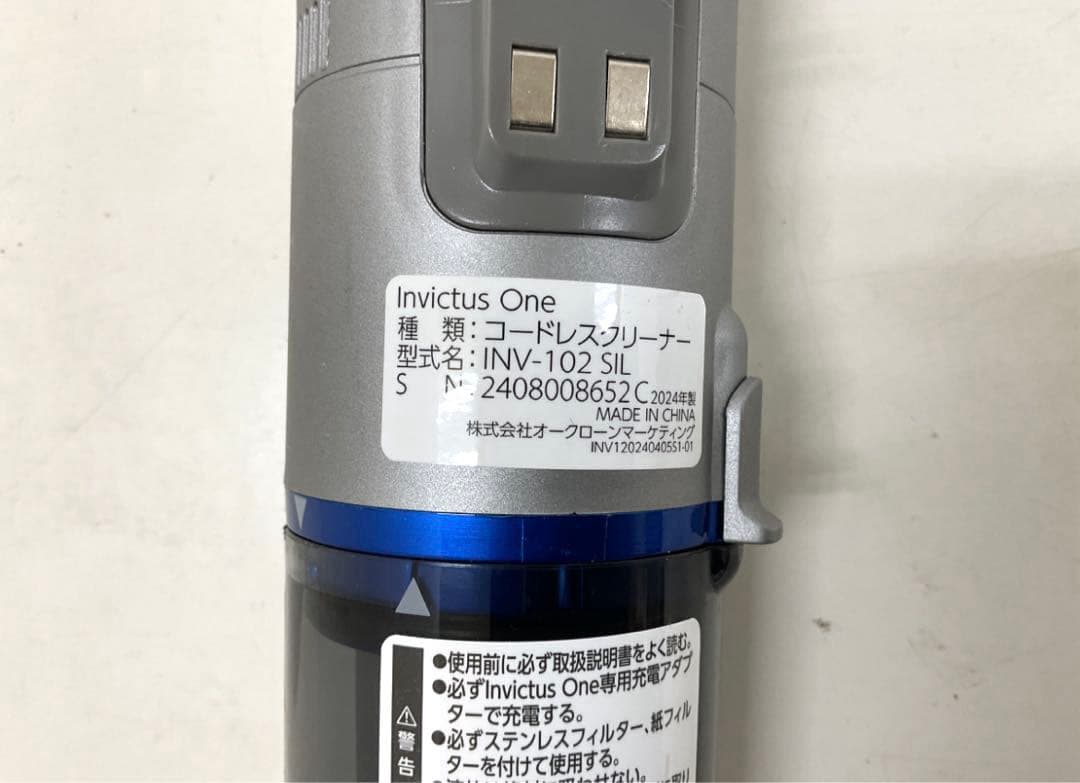 Invictus One
種 類：コードレスクリーナー
型式名：INV-102 SIL
S N：2408008652C 2024年製
MADE IN CHINA
株式会社オークローンマーケティング
INV120240405S1-01
警告
●使用前に必ず取扱説明書をよく読む。
●必ずInvictus One専用充電アダプ
ターで充電する。
●必ずステンレスフィルター、紙フィル
ターを付けて使用する。